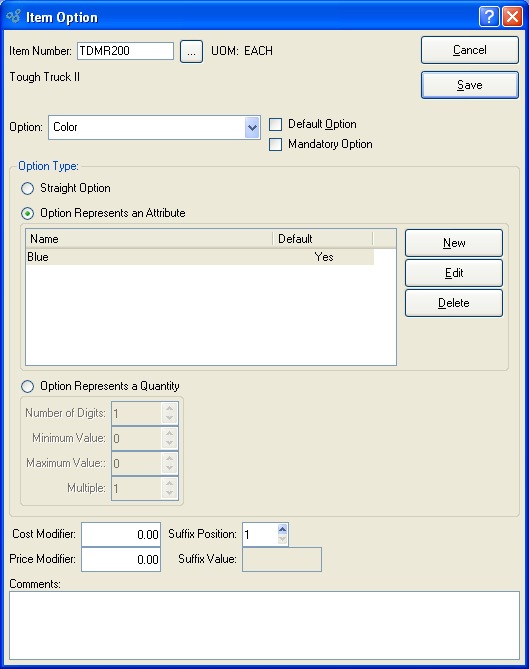 Item Option
Item Number: TDMR200 ... UOM: EACH
Cancel
Tough Truck II
Save
Option: Color
Default Option
Mandatory Option
Option Type:
Straight Option
Option Represents an Attribute
Name Default
Blue Yes
New
Edit
Delete
Option Represents a Quantity
Number of Digits: 1
Minimum Value: 0
Maximum Value:: 0
Multiple: 1
Cost Modifier: 0.00 Suffix Position: 1
Price Modifier: 0.00 Suffix Value:
Comments: